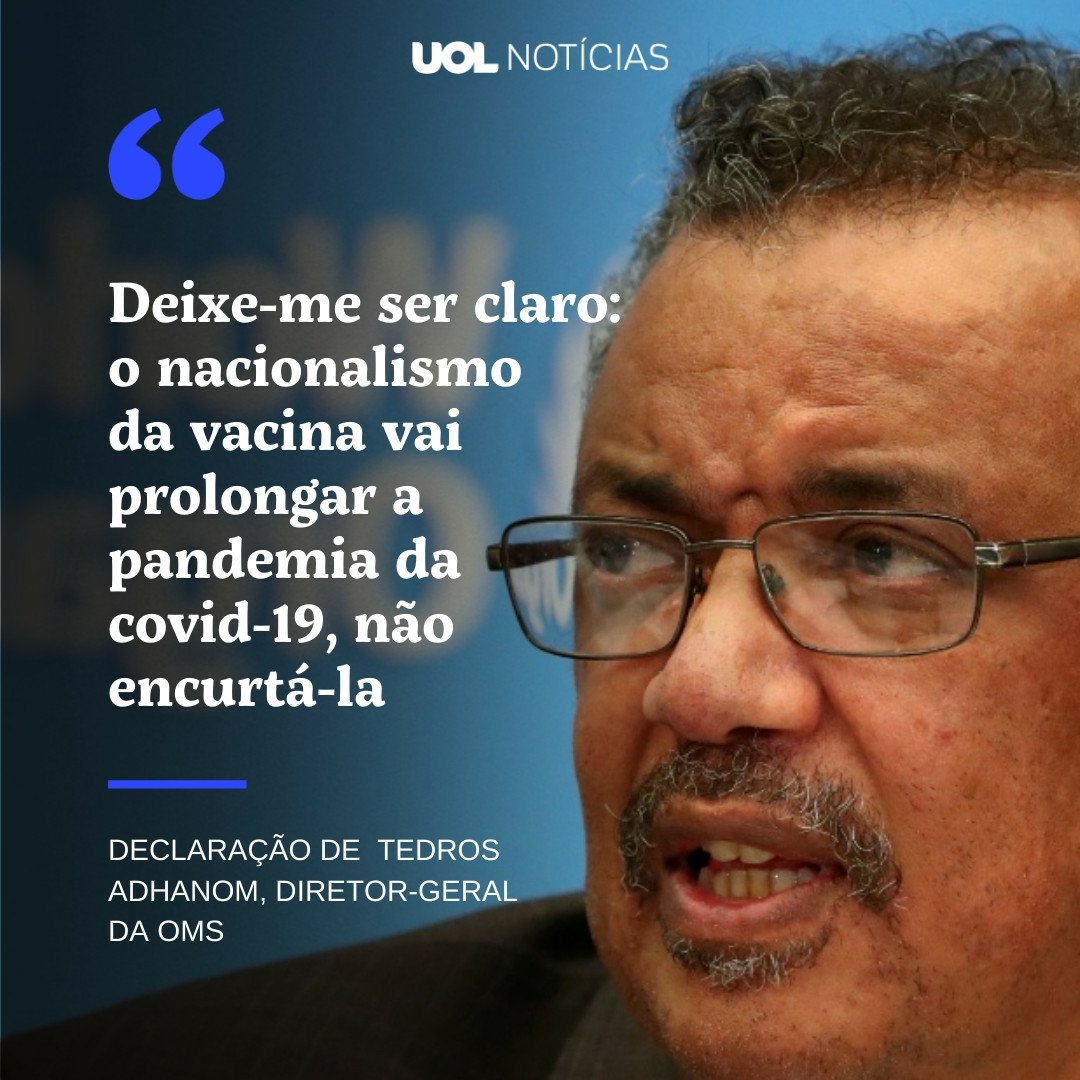 UOL NOTÍCIAS
Deixe-me ser claro:
o nacionalismo
da vacina vai
prolongar a
pandemia da
covid-19, não
encurtá-la
DECLARAÇÃO DE TEDROS
ADHANOM, DIRETOR-GERAL
DA OMS